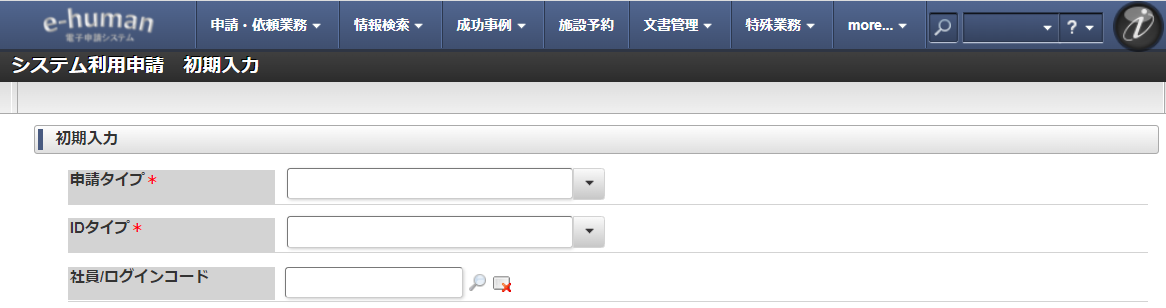 e-human
電子申請システム
申請・依頼業務
情報検索
成功事例
施設予約
文書管理
特殊業務
more...
?
i
システム利用申請 初期入力
初期入力
申請タイプ *
IDタイプ *
社員/ログインコード